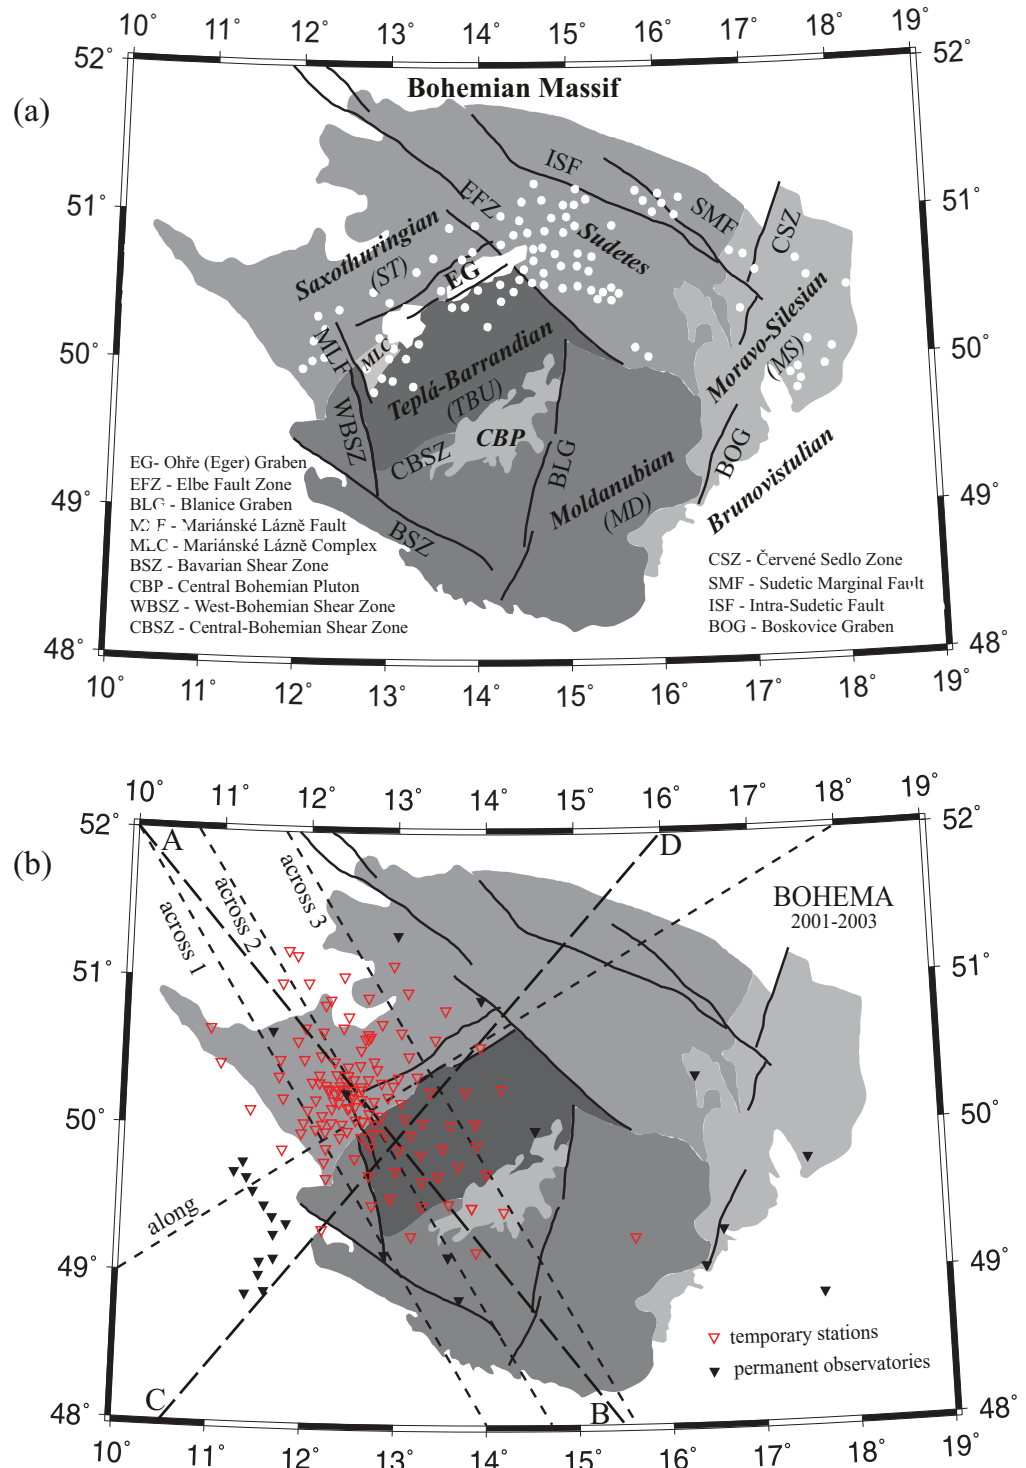 10° 11° 12° 13° 14° 15° 16° 17° 18° 19°
52° 52°
(a)
Bohemian Massif
ISF
EFZ
SMF
CSZ
51° 51°
Saxothuringian
(ST)
Sudetes
EG
MLF
MLC
Moravo-Silesian
(MS)
50° 50°
Teplá-Barrandian
(TBU)
WBSZ
CBSZ
CBP
BLG
BOG
Moldanubian
(MD)
Brunovistulian
BSZ
49° 49°
EG- Ohře (Eger) Graben
EFZ - Elbe Fault Zone
BLG - Blanice Graben
MLF - Mariánské Lázně Fault
MLC - Mariánské Lázně Complex
BSZ - Bavarian Shear Zone
CBP - Central Bohemian Pluton
WBSZ - West-Bohemian Shear Zone
CBSZ - Central-Bohemian Shear Zone
CSZ - Červené Sedlo Zone
SMF - Sudetic Marginal Fault
ISF - Intra-Sudetic Fault
BOG - Boskovice Graben
48° 48°
10° 11° 12° 13° 14° 15° 16° 17° 18° 19°
10° 11° 12° 13° 14° 15° 16° 17° 18° 19°
52° 52°
(b)
A
D
across 1
across 2
across 3
BOHEMA
2001-2003
51° 51°
50° 50°
along
49° 49°
temporary stations
permanent observatories
C
B
48° 48°
10° 11° 12° 13° 14° 15° 16° 17° 18° 19°